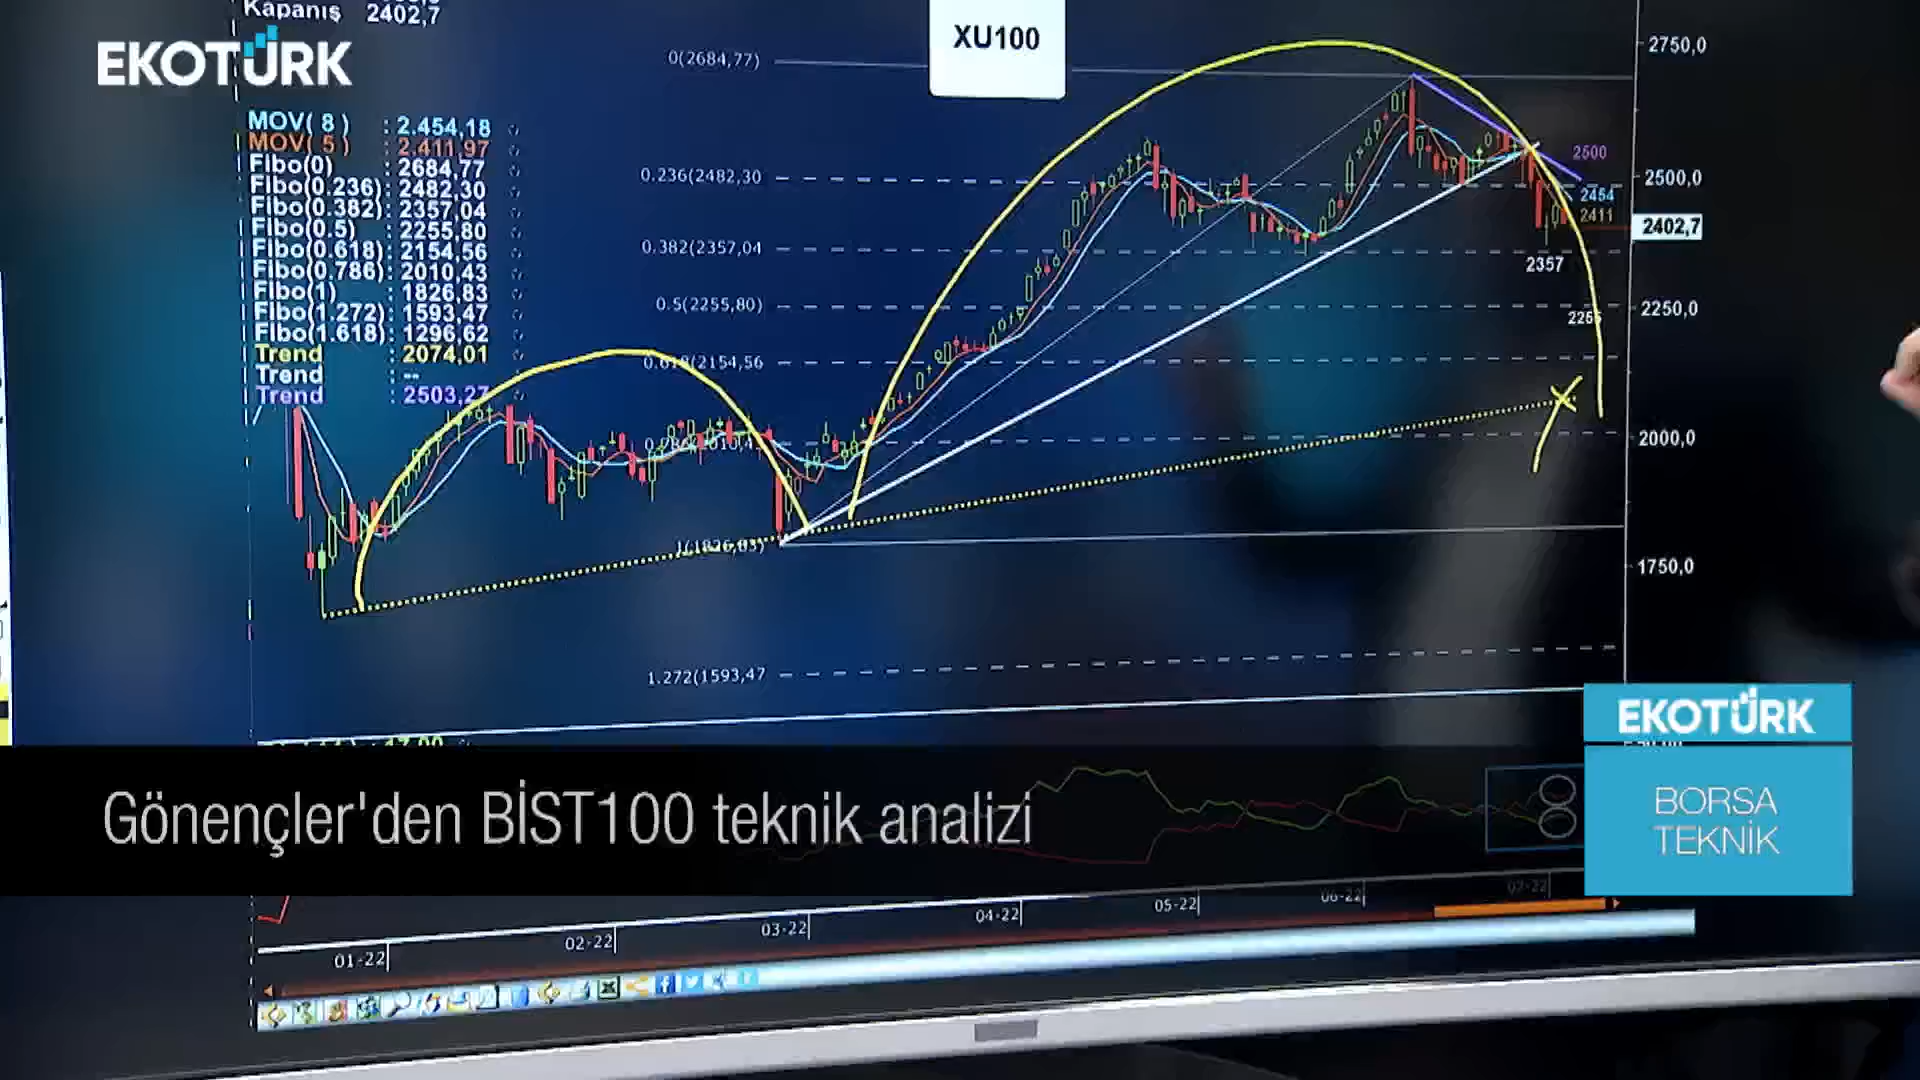 Kapanış 2402,7
EKOTÜRK
XU100
MOV( 8 ) : 2.454,18
MOV( 5 ) : 2.411,97
Fibo(0) : 2684,77
Fibo(0.236) : 2482,30
Fibo(0.382) : 2357,04
Fibo(0.5) : 2255,80
Fibo(0.618) : 2154,56
Fibo(0.786) : 2010,43
Fibo(1) : 1826,83
Fibo(1.272) : 1593,47
Fibo(1.618) : 1296,62
Trend : 2074,01
Trend : --
Trend : 2503,27
0(2684,77)
0.236(2482,30
0.382(2357,04
0.5(2255,80)
0.618(2154,56
1(1826,83)
1.272(1593,47
2750,0
2500
2500,0
2454
2411
2402,7
2357
2250,0
2255
2000,0
1750,0
EKOTÜRK
BORSA
TEKNİK
Gönençler'den BİST100 teknik analizi
01-22
02-22
03-22
04-22
05-22
06-22
07-22